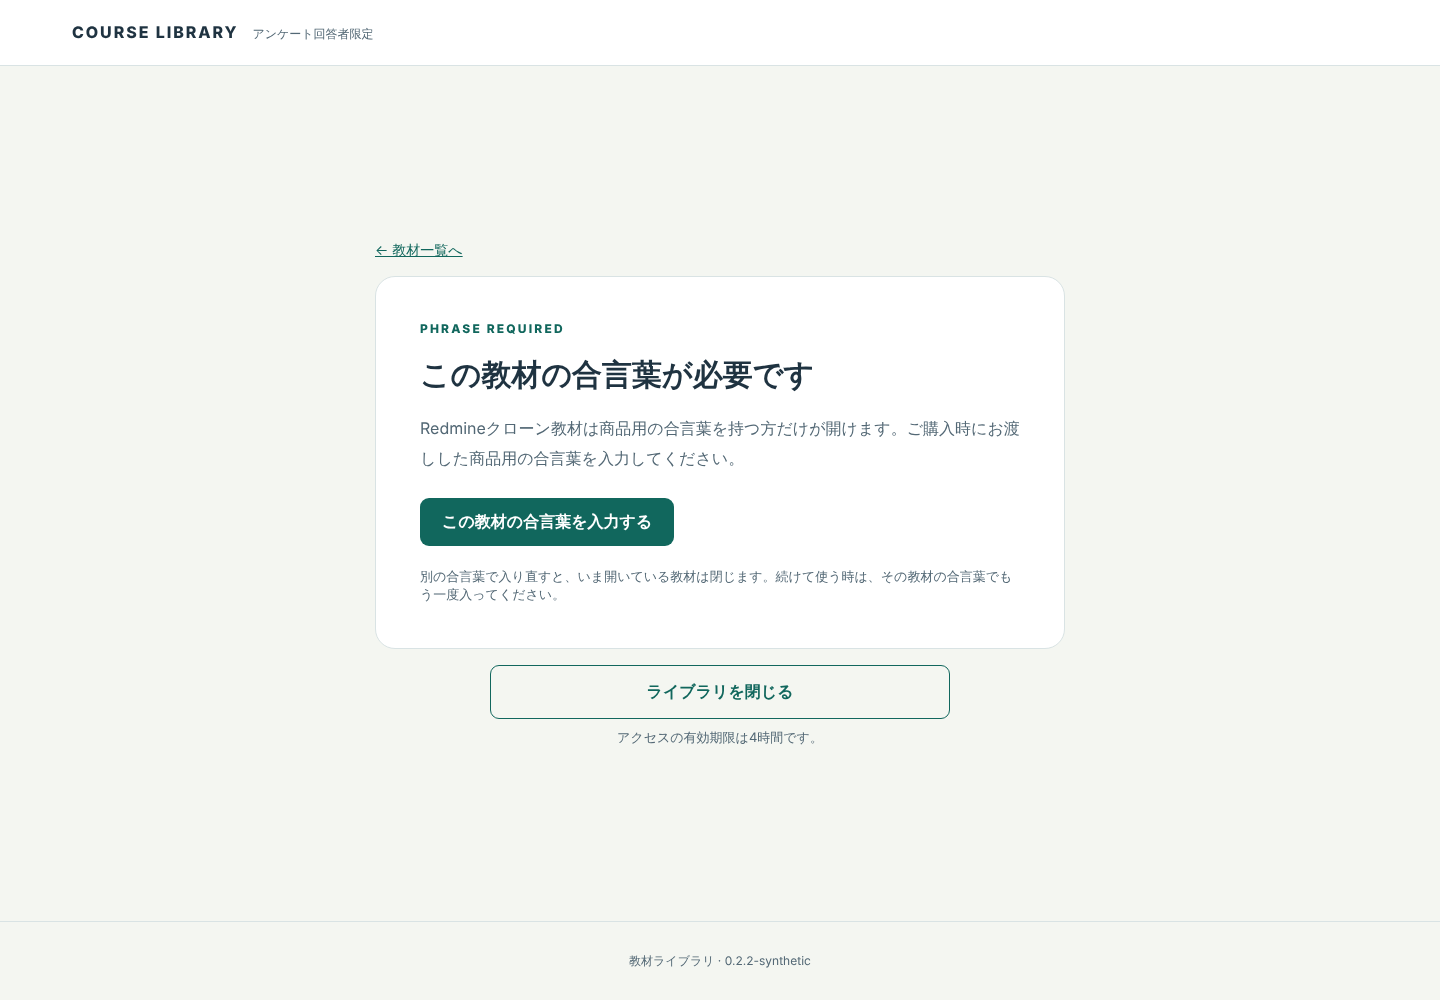 COURSE LIBRARY アンケート回答者限定
← 教材一覧へ
PHRASE REQUIRED
この教材の合言葉が必要です
Redmineクローン教材は商品用の合言葉を持つ方だけが開けます。ご購入時にお渡
しした商品用の合言葉を入力してください。
この教材の合言葉を入力する
別の合言葉で入り直すと、いま開いている教材は閉じます。続けて使う時は、その教材の合言葉でも
う一度入ってください。
ライブラリを閉じる
アクセスの有効期限は4時間です。
教材ライブラリ · 0.2.2-synthetic